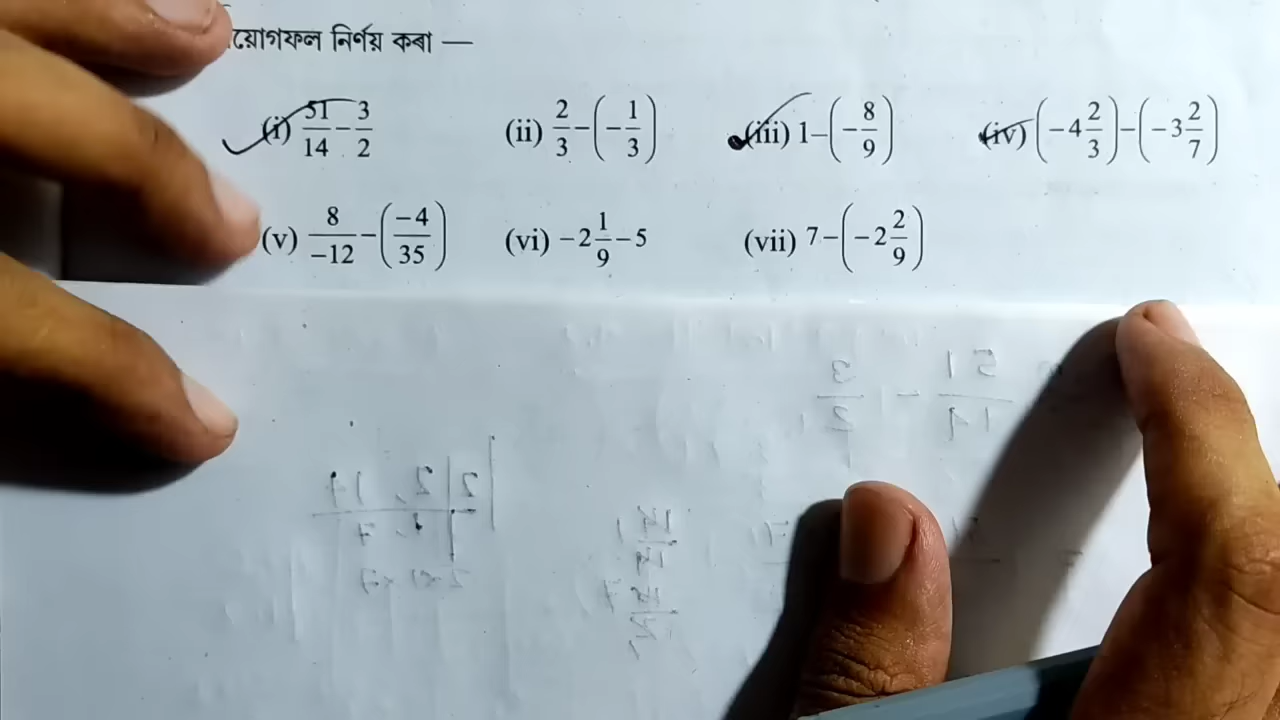 নিৰ্ণয় কৰা —
(i) 51/14 − 3/2 (ii) 2/3 − (−1/3) (iii) 1 − (−8/9) (iv) (−4 2/3) − (−3 2/7)
(v) 8/−12 − (−4/35) (vi) −2 1/9 − 5 (vii) 7 − (−2 2/9)